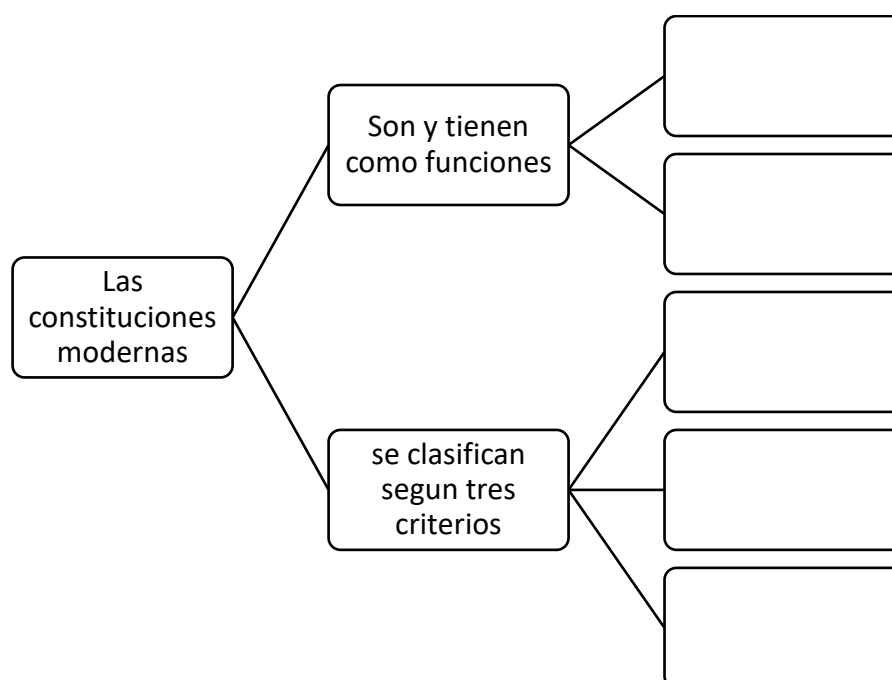 Las
constituciones
modernas
Son y tienen
como funciones
se clasifican
segun tres
criterios